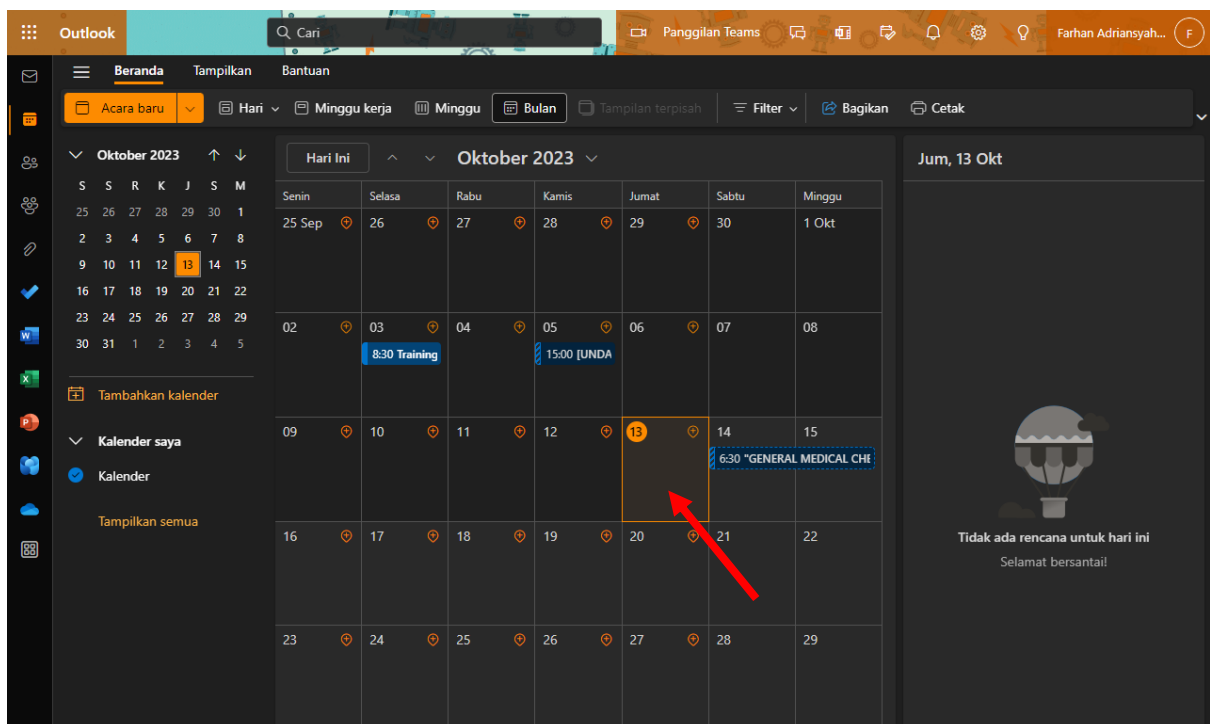 Outlook
Cari
Panggilan Teams
Farhan Adriansyah...
F
Beranda Tampilkan Bantuan
Acara baru
Hari
Minggu kerja
Minggu
Bulan
Tampilan terpisah
Filter
Bagikan
Cetak
Oktober 2023
S S R K J S M
25 26 27 28 29 30 1
2 3 4 5 6 7 8
9 10 11 12 13 14 15
16 17 18 19 20 21 22
23 24 25 26 27 28 29
30 31 1 2 3 4 5
Tambahkan kalender
Kalender saya
Kalender
Tampilkan semua
Hari Ini
Oktober 2023
Senin Selasa Rabu Kamis Jumat Sabtu Minggu
25 Sep 26 27 28 29 30 1 Okt
02 03 04 05 06 07 08
8:30 Training 15:00 [UNDA
09 10 11 12 13 14 15
6:30 "GENERAL MEDICAL CHE
16 17 18 19 20 21 22
23 24 25 26 27 28 29
Jum, 13 Okt
Tidak ada rencana untuk hari ini
Selamat bersantai!